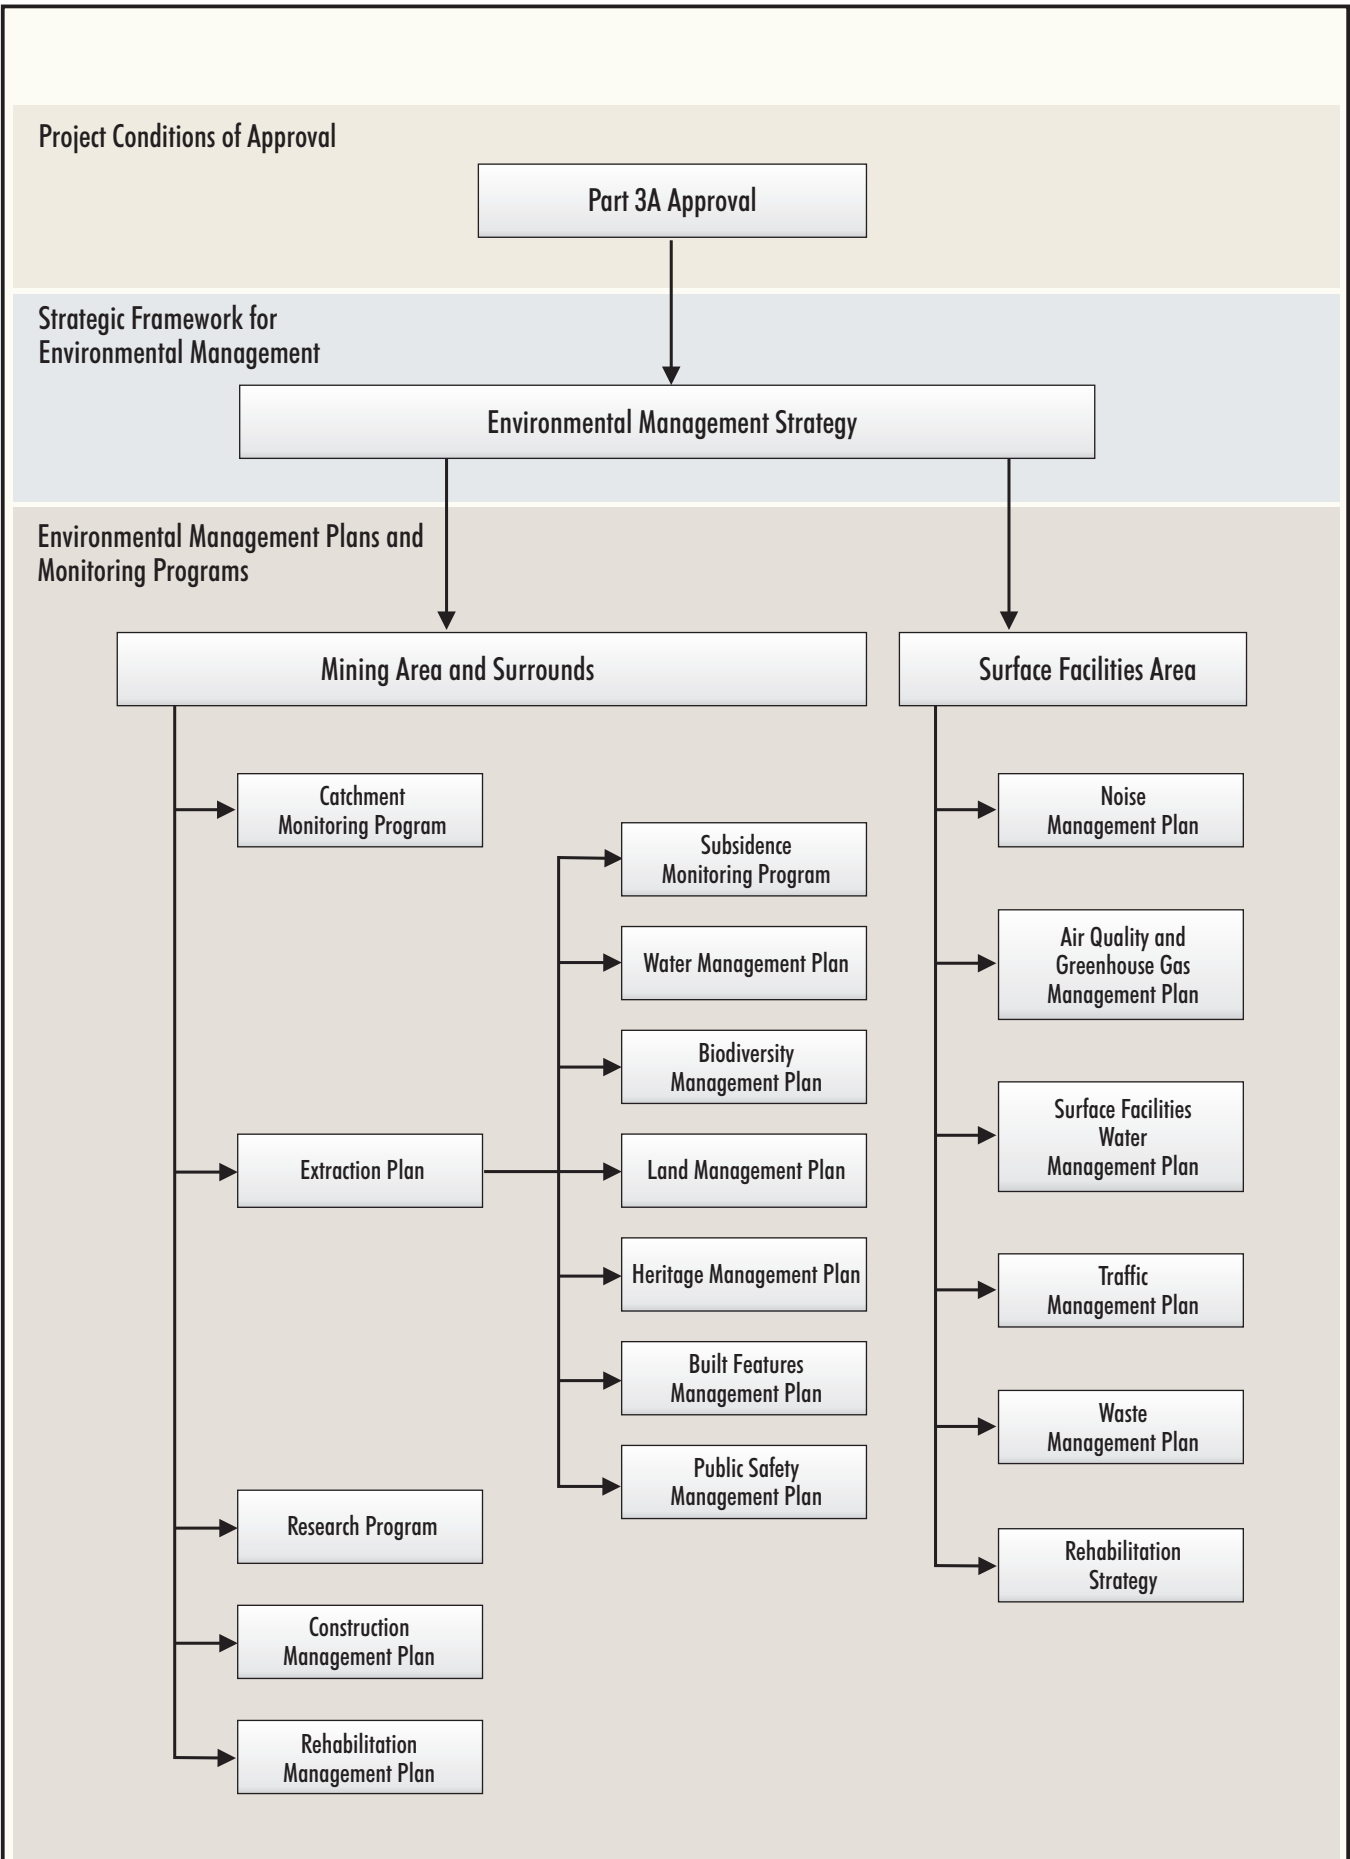 Project Conditions of Approval
Part 3A Approval
Strategic Framework for
Environmental Management
Environmental Management Strategy
Environmental Management Plans and
Monitoring Programs
Mining Area and Surrounds
Catchment
Monitoring Program
Extraction Plan
Subsidence
Monitoring Program
Water Management Plan
Biodiversity
Management Plan
Land Management Plan
Heritage Management Plan
Built Features
Management Plan
Public Safety
Management Plan
Research Program
Construction
Management Plan
Rehabilitation
Management Plan
Surface Facilities Area
Noise
Management Plan
Air Quality and
Greenhouse Gas
Management Plan
Surface Facilities
Water
Management Plan
Traffic
Management Plan
Waste
Management Plan
Rehabilitation
Strategy